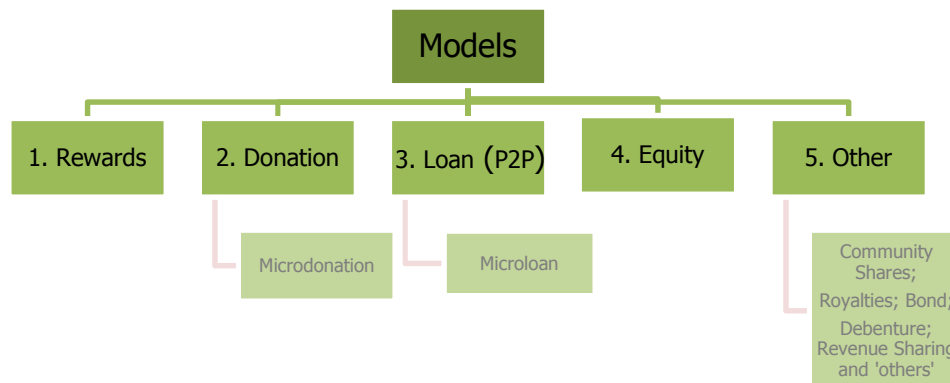 Models
1. Rewards
2. Donation
3. Loan (P2P)
4. Equity
5. Other
Microdonation
Microloan
Community
Shares;
Royalties; Bond;
Debenture;
Revenue Sharing
and 'others'